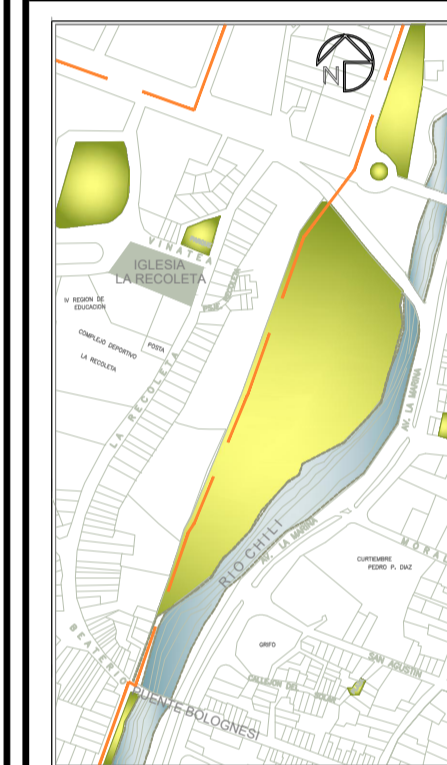 N
VINATEA
IGLESIA
LA RECOLETA
IV REGION DE
EDUCACION
COMPLEJO DEPORTIVO
LA RECOLETA
POSTA
LA RECOLETA
AV. LA MARINA
RIO CHILI
AV. LA MARINA
CURTIEMBRE
PEDRO P. DIAZ
MORAL
GRIFO
SAN AGUSTIN
CALLEJON DEL SOLAR
BEATERIO
PUENTE BOLOGNESI